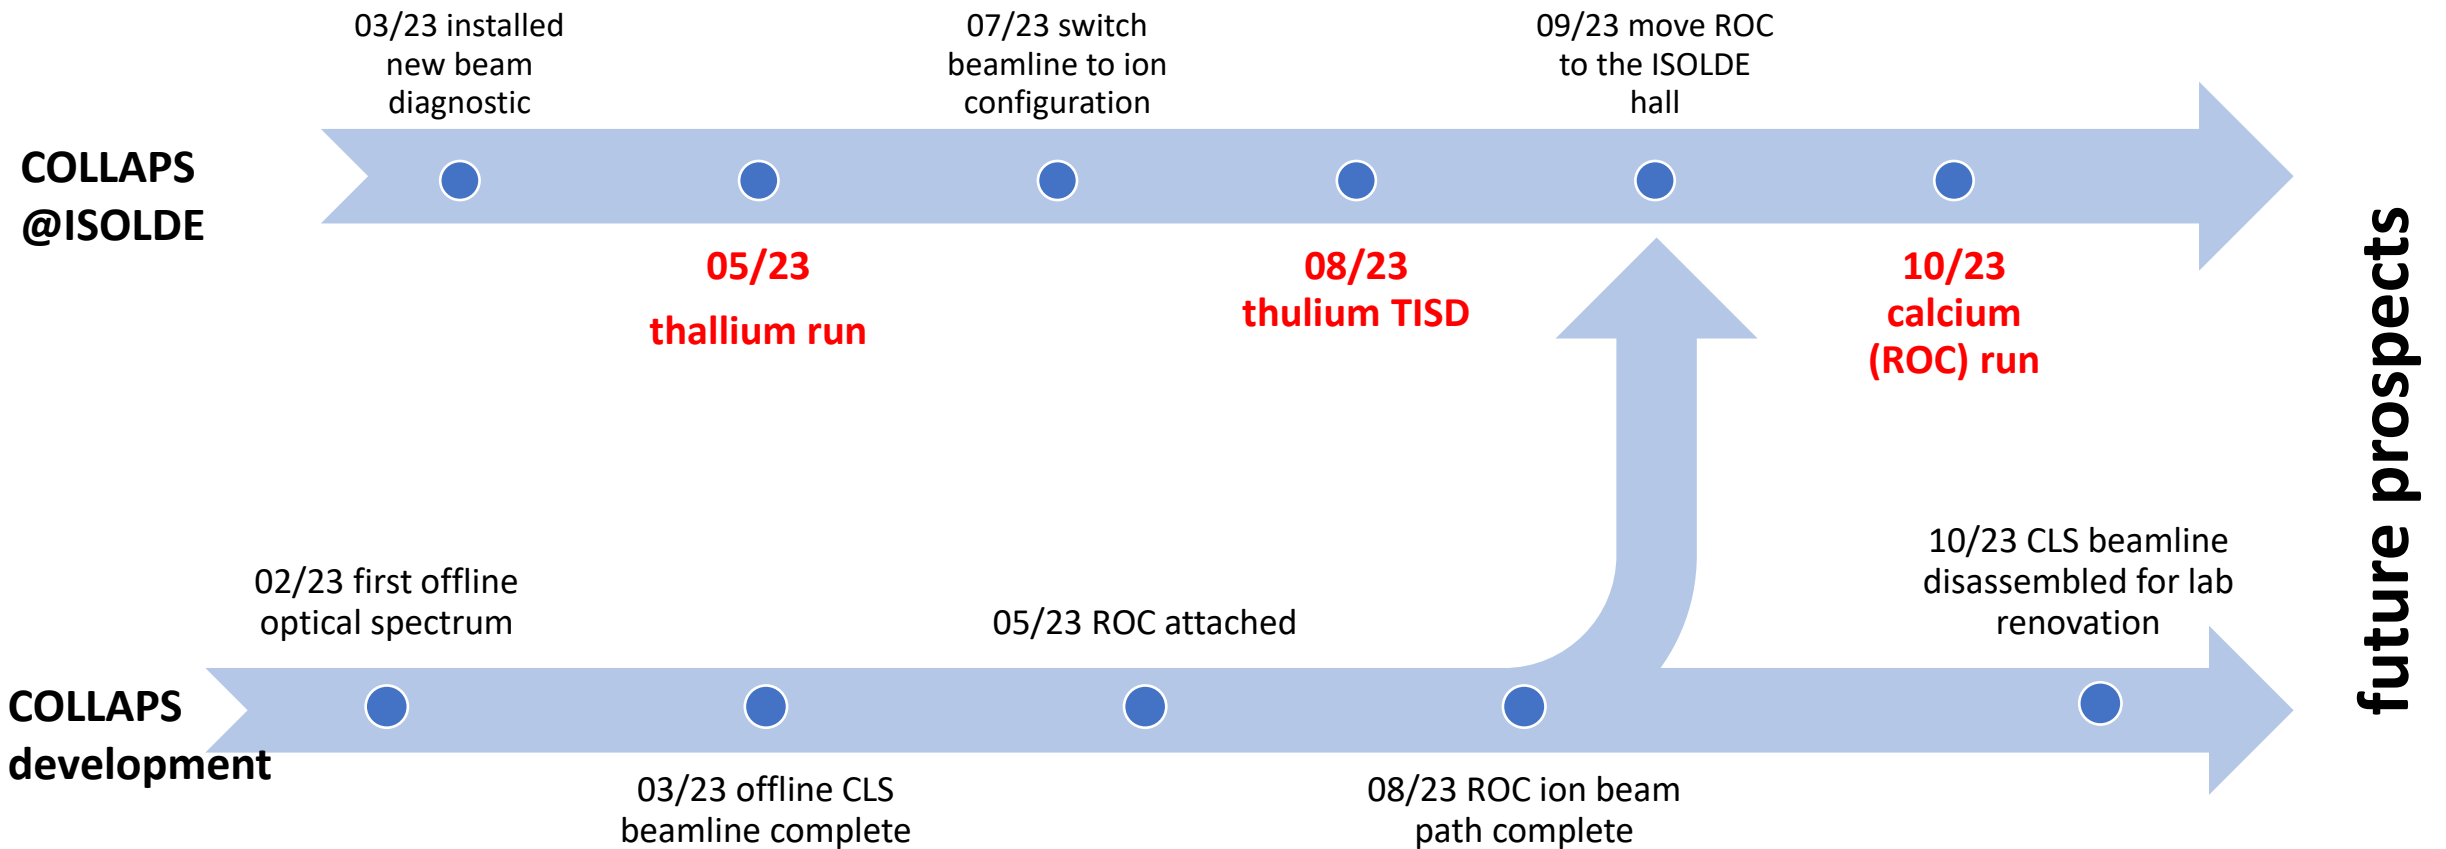 03/23 installed
new beam
diagnostic
07/23 switch
beamline to ion
configuration
09/23 move ROC
to the ISOLDE
hall
COLLAPS
@ISOLDE
05/23
thallium run
08/23
thulium TISD
10/23
calcium
(ROC) run
future prospects
02/23 first offline
optical spectrum
05/23 ROC attached
10/23 CLS beamline
disassembled for lab
renovation
COLLAPS
development
03/23 offline CLS
beamline complete
08/23 ROC ion beam
path complete